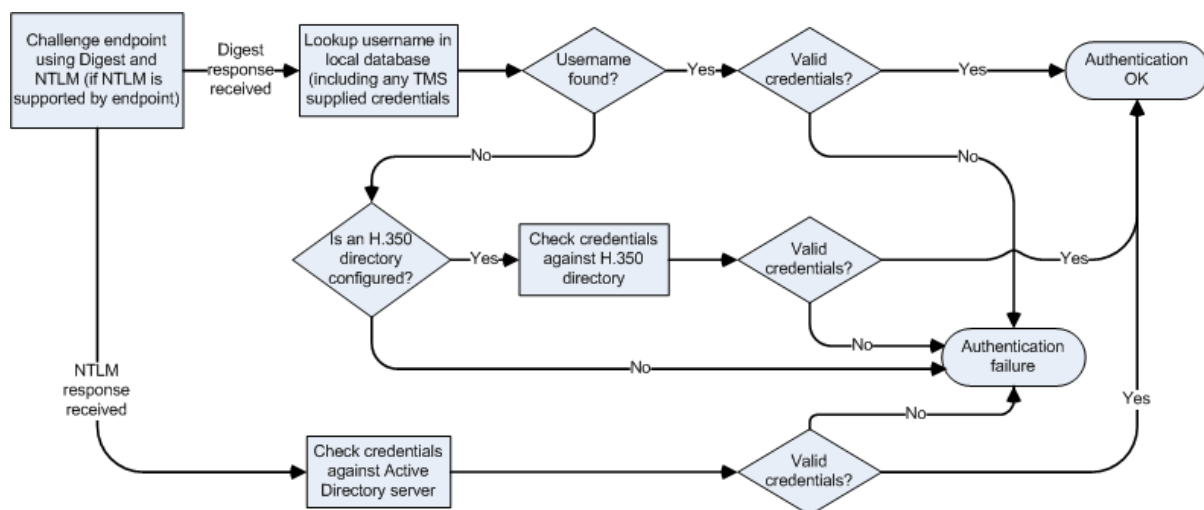 Challenge endpoint
using Digest and
NTLM (if NTLM is
supported by endpoint)
Digest
response
received
Lookup username in
local database
(including any TMS
supplied credentials
Username
found?
Yes
Valid
credentials?
Yes
Authentication
OK
No
No
Is an H.350
directory
configured?
Yes
Check credentials
against H.350
directory
Valid
credentials?
Yes
No
No
Authentication
failure
NTLM
response
received
Check credentials
against Active
Directory server
Valid
credentials?
No
Yes